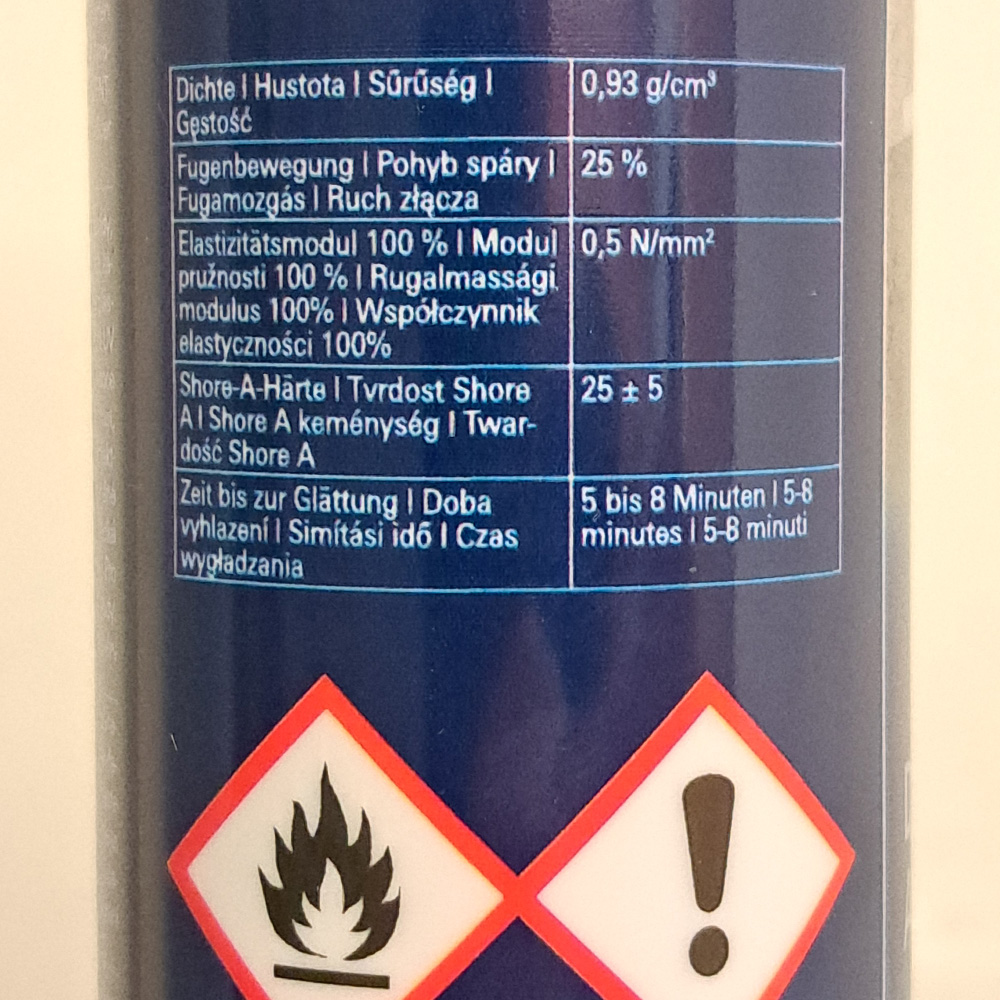 Dichte | Hustota | Sűrűség |
Gęstość
0,93 g/cm³
Fugenbewegung | Pohyb spáry |
Fugamozgás | Ruch złącza
25 %
Elastizitätsmodul 100 % | Modul
pružnosti 100 % | Rugalmassági
modulus 100% | Współczynnik
elastyczności 100%
0,5 N/mm²
Shore-A-Härte | Tvrdost Shore
A | Shore A keménység | Twar-
dość Shore A
25 ± 5
Zeit bis zur Glättung | Doba
vyhlazení | Simítási idő | Czas
wygładzania
5 bis 8 Minuten | 5-8
minutes | 5-8 minuti